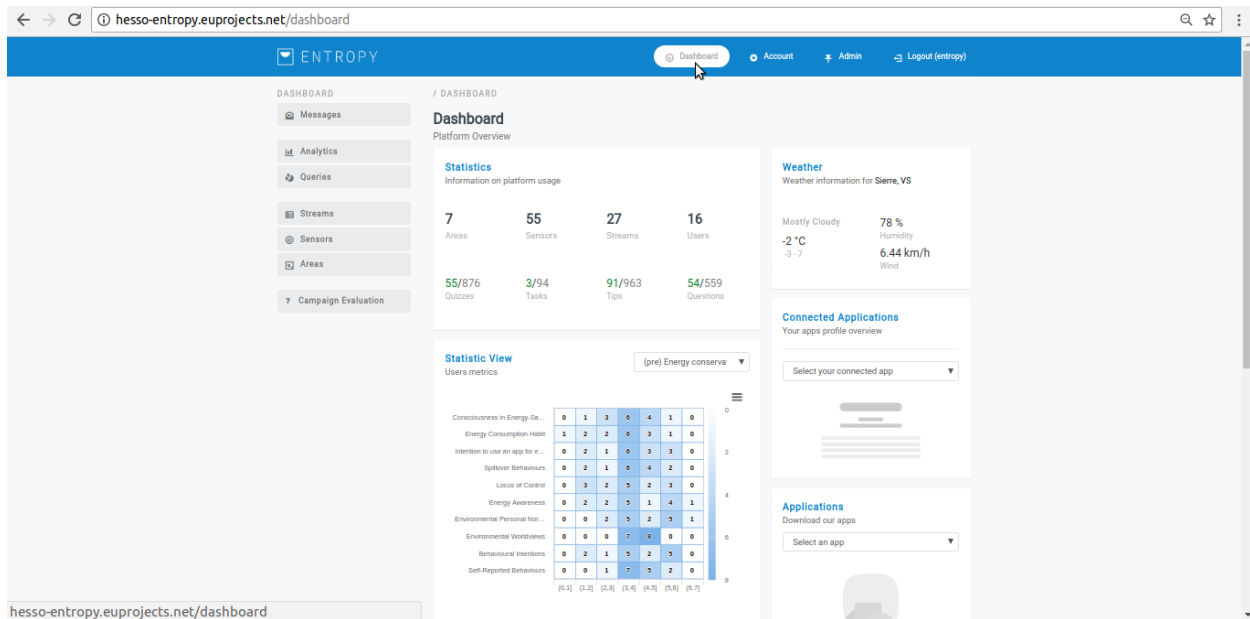 hesso-entropy.euprojects.net/dashboard
ENTROPY
Dashboard
Account
Admin
Logout (entropy)
DASHBOARD
Messages
Analytics
Queries
Streams
Sensors
Areas
? Campaign Evaluation
/ DASHBOARD
Dashboard
Platform Overview
Statistics
Information on platform usage
7 55 27 16
Areas Sensors Streams Users
55/876 3/94 91/963 54/559
Quizzes Tasks Tips Questions
Weather
Weather information for Sierre, VS
Mostly Cloudy 78 %
Humidity
-2 °C
-3 - 7 6.44 km/h
Wind
Connected Applications
Your apps profile overview
Select your connected app
Applications
Download our apps
Select an app
Statistic View
Users metrics
(pre) Energy conserva
Consciousness in Energy-Sa... 0 1 3 6 4 1 0
Energy Consumption Habit 1 2 2 6 3 1 0
Intention to use an app for e... 0 2 1 6 3 3 0
Spillover Behaviours 0 2 1 6 4 2 0
Locus of Control 0 3 2 5 2 3 0
Energy Awareness 0 2 2 5 1 4 1
Environmental Personal Nor... 0 0 2 5 2 5 1
Environmental Worldviews 0 0 0 7 8 0 0
Behavioural Intentions 0 2 1 5 2 5 0
Self-Reported Behaviours 0 0 1 7 5 2 0
(0,1] (1,2] (2,3] (3,4] (4,5] (5,6] (6,7]
0
2
4
6
8
hesso-entropy.euprojects.net/dashboard